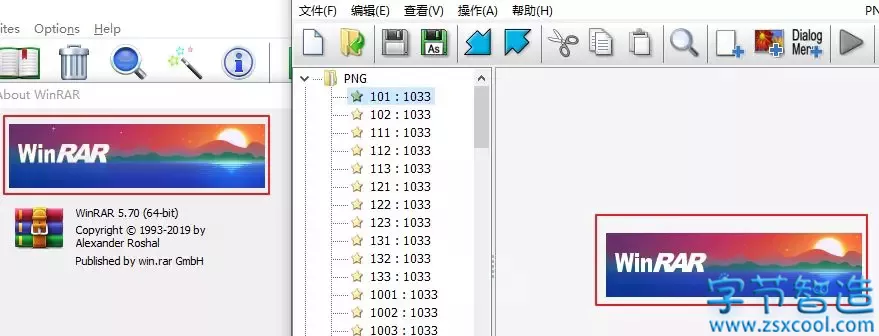 ites Options Help
About WinRAR
WinRAR
WinRAR 5.70 (64-bit)
Copyright © 1993-2019 by
Alexander Roshal
Published by win.rar GmbH
文件(F) 编辑(E) 查看(V) 操作(A) 帮助(H)
PN
As
Dialog
Men
PNG
101 : 1033
102 : 1033
111 : 1033
112 : 1033
113 : 1033
121 : 1033
122 : 1033
123 : 1033
131 : 1033
132 : 1033
133 : 1033
1001 : 1033
1002 : 1033
1003 : 1033
WinRAR
字节智造
www.zsxcool.com